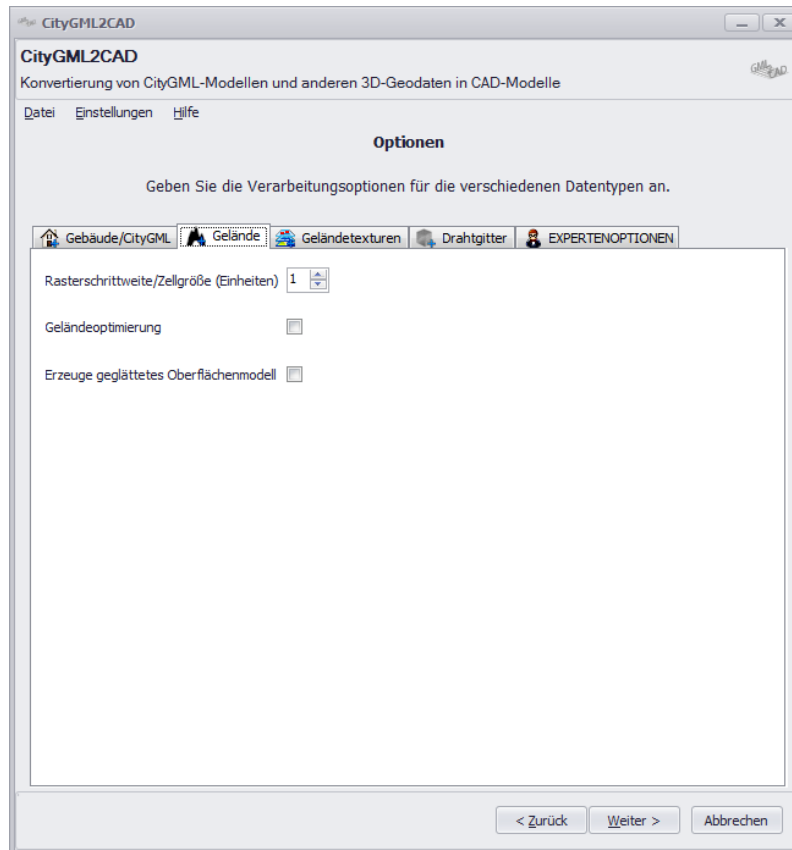 CityGML2CAD
CityGML2CAD
Konvertierung von CityGML-Modellen und anderen 3D-Geodaten in CAD-Modelle
Datei Einstellungen Hilfe
Optionen
Geben Sie die Verarbeitungsoptionen für die verschiedenen Datentypen an.
Gebäude/CityGML Gelände Geländetexturen Drahtgitter EXPERTENOPTIONEN
Rasterschrittweite/Zellgröße (Einheiten) 1
Geländeoptimierung
Erzeuge geglättetes Oberflächenmodell
< Zurück Weiter > Abbrechen